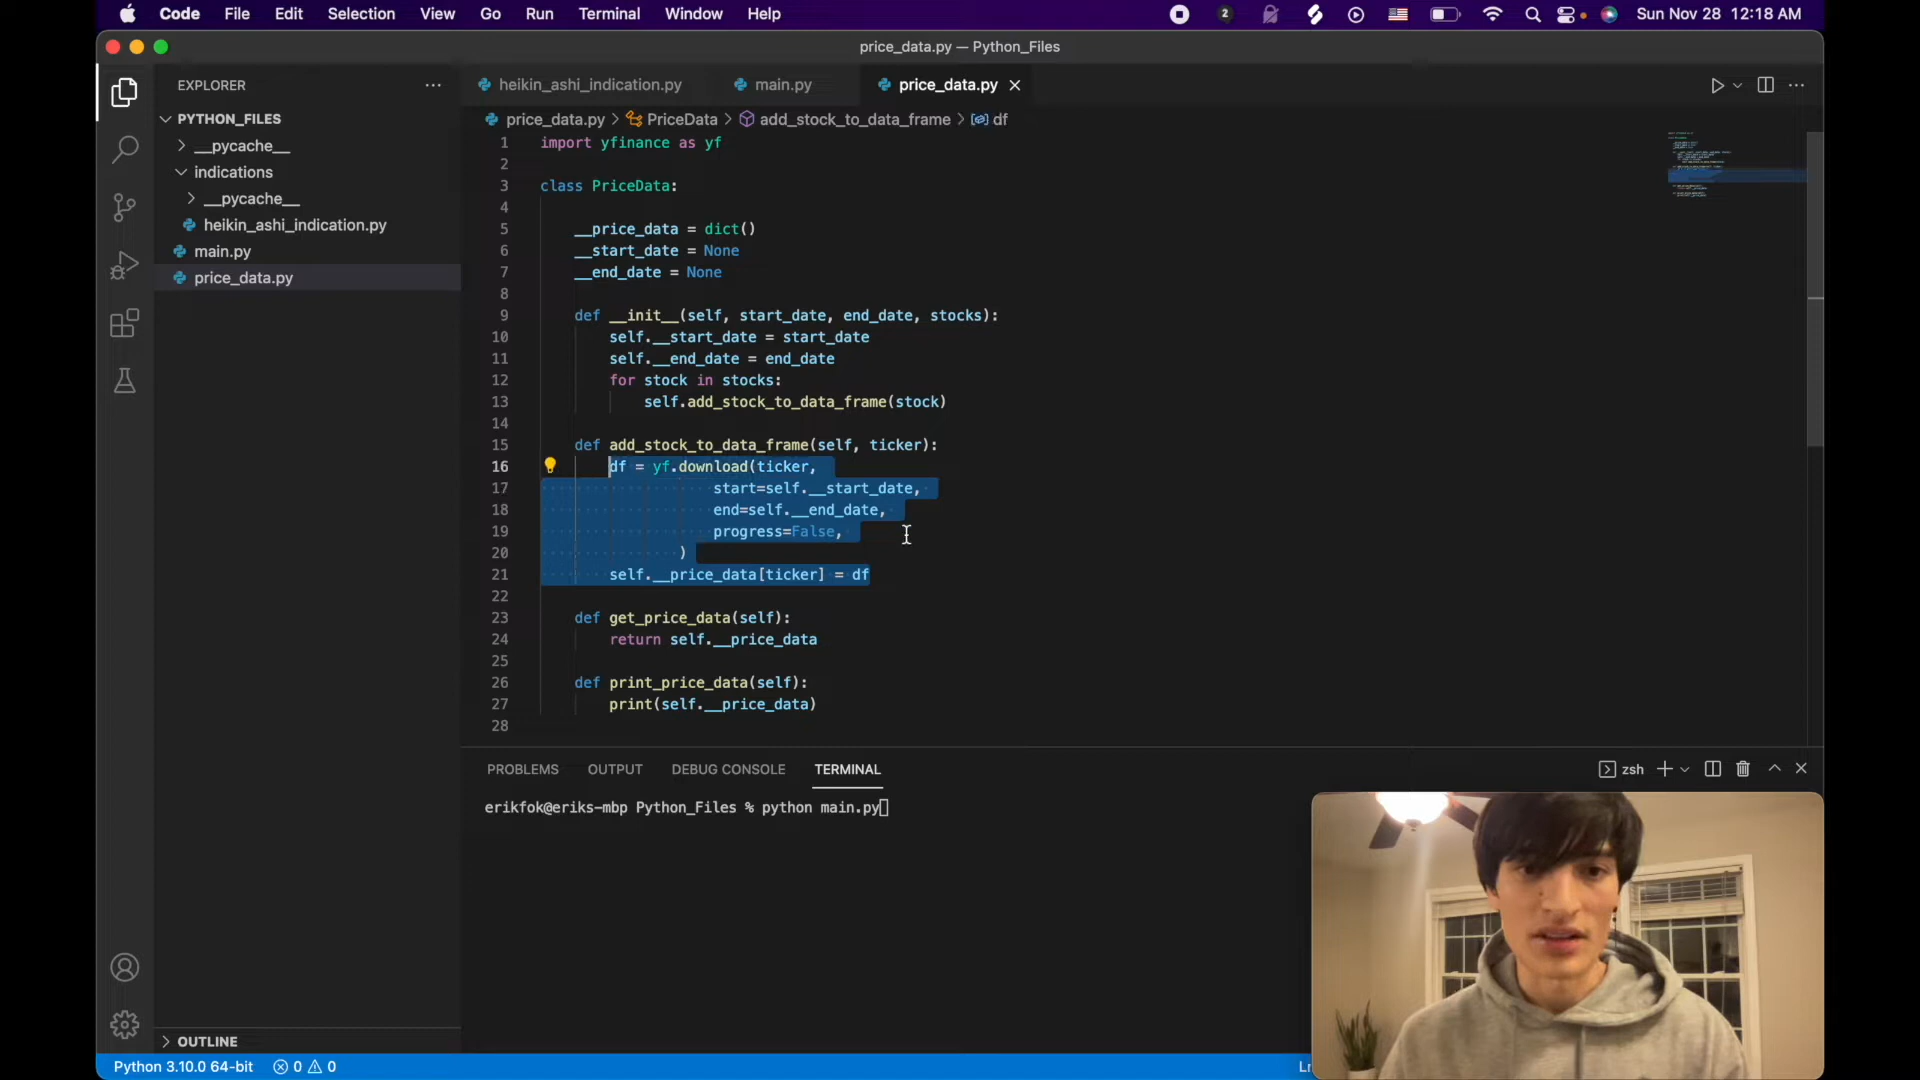 Code File Edit Selection View Go Run Terminal Window Help 2 Sun Nov 28 12:18 AM
price_data.py — Python_Files
EXPLORER
PYTHON_FILES
__pycache__
indications
__pycache__
heikin_ashi_indication.py
main.py
price_data.py
OUTLINE
heikin_ashi_indication.py main.py price_data.py
price_data.py > PriceData > add_stock_to_data_frame > df
1 import yfinance as yf
2
3 class PriceData:
4
5 __price_data = dict()
6 __start_date = None
7 __end_date = None
8
9 def __init__(self, start_date, end_date, stocks):
10 self.__start_date = start_date
11 self.__end_date = end_date
12 for stock in stocks:
13 self.add_stock_to_data_frame(stock)
14
15 def add_stock_to_data_frame(self, ticker):
16 df = yf.download(ticker,
17 start=self.__start_date,
18 end=self.__end_date,
19 progress=False,
20 )
21 self.__price_data[ticker] = df
22
23 def get_price_data(self):
24 return self.__price_data
25
26 def print_price_data(self):
27 print(self.__price_data)
28
PROBLEMS OUTPUT DEBUG CONSOLE TERMINAL zsh
erikfok@eriks-mbp Python_Files % python main.py
Python 3.10.0 64-bit 0 0